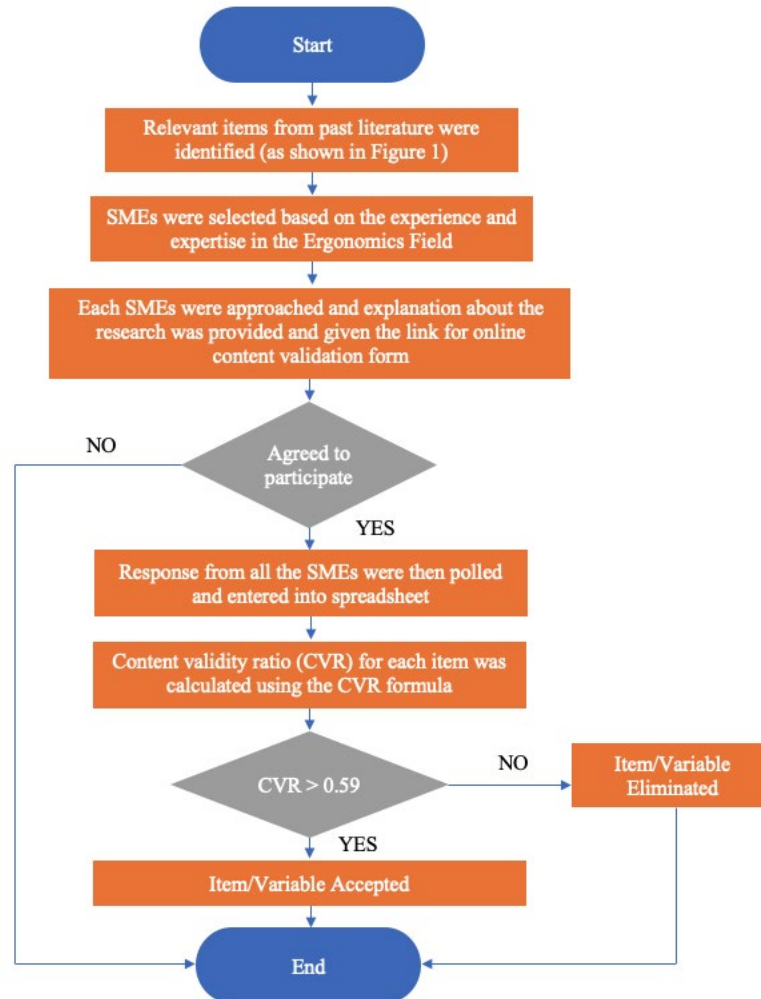 Start
Relevant items from past literature were
identified (as shown in Figure 1)
SMEs were selected based on the experience and
expertise in the Ergonomics Field
Each SMEs were approached and explanation about the
research was provided and given the link for online
content validation form
NO
Agreed to
participate
YES
Response from all the SMEs were then polled
and entered into spreadsheet
Content validity ratio (CVR) for each item was
calculated using the CVR formula
CVR > 0.59
NO
Item/Variable
Eliminated
YES
Item/Variable Accepted
End